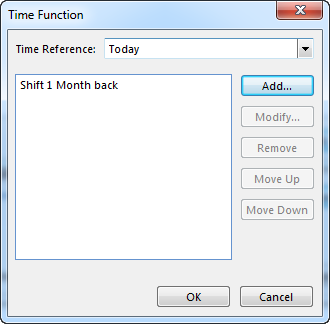 Time Function
Time Reference: Today
Shift 1 Month back
Add...
Modify...
Remove
Move Up
Move Down
OK Cancel